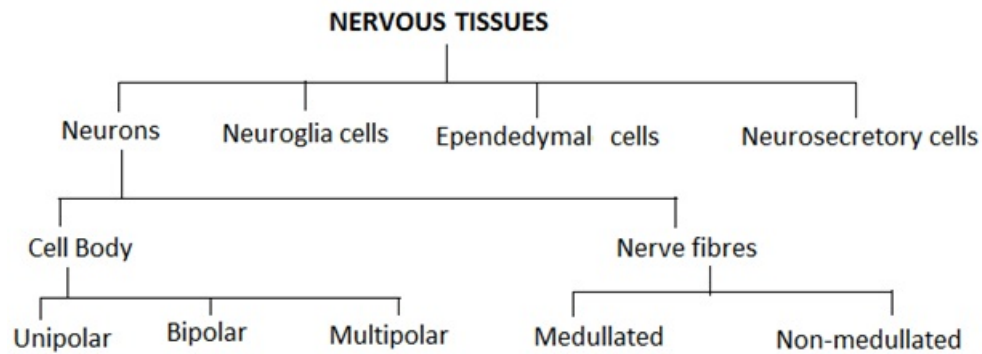 NERVOUS TISSUES
Neurons Neuroglia cells Ependedymal cells Neurosecretory cells
Cell Body Nerve fibres
Unipolar Bipolar Multipolar Medullated Non-medullated